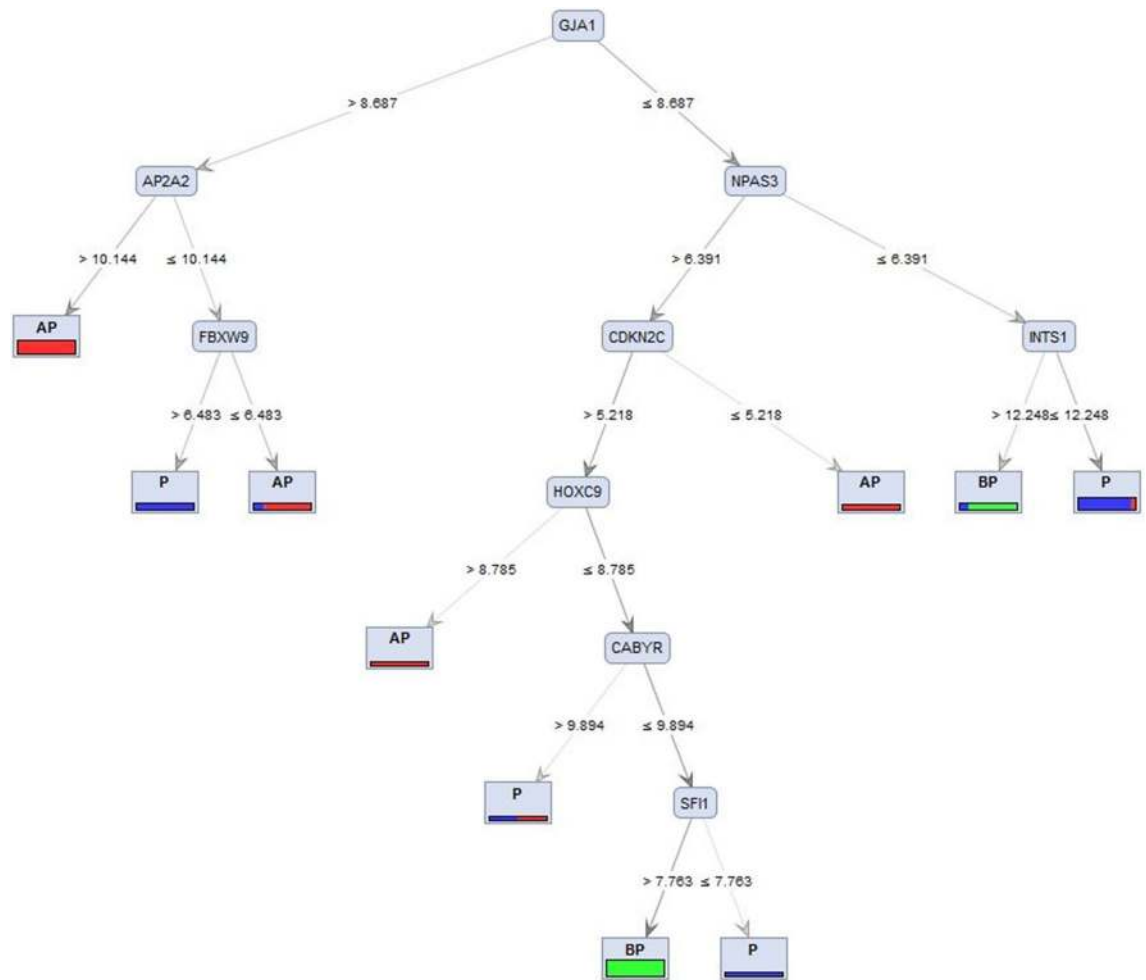 GJA1
> 8.687 ≤ 8.687
AP2A2 NPAS3
> 10.144 ≤ 10.144 > 6.391 ≤ 6.391
AP FBXW9 CDKN2C INTS1
> 6.483 ≤ 6.483 > 5.218 ≤ 5.218 > 12.248 ≤ 12.248
P AP HOXC9 AP BP P
> 8.785 ≤ 8.785
AP CABYR
> 9.894 ≤ 9.894
P SFI1
> 7.763 ≤ 7.763
BP P